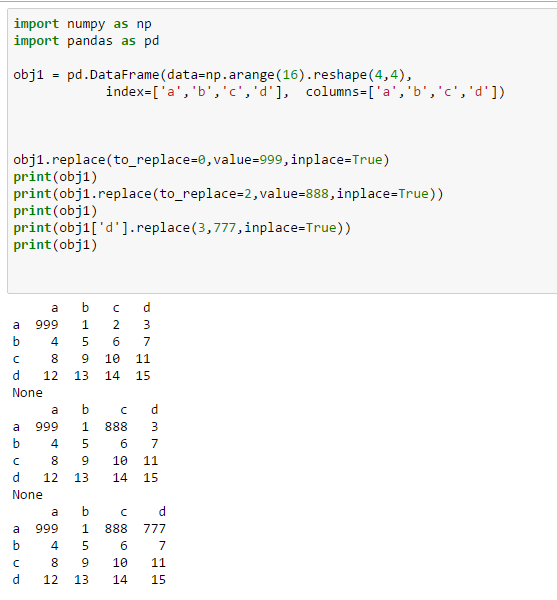 import numpy as np
import pandas as pd
obj1 = pd.DataFrame(data=np.arange(16).reshape(4,4),
            index=['a','b','c','d'],  columns=['a','b','c','d'])
obj1.replace(to_replace=0,value=999,inplace=True)
print(obj1)
print(obj1.replace(to_replace=2,value=888,inplace=True))
print(obj1)
print(obj1['d'].replace(3,777,inplace=True))
print(obj1)
     a   b   c   d
a  999   1   2   3
b    4   5   6   7
c    8   9  10  11
d   12  13  14  15
None
     a   b    c   d
a  999   1  888   3
b    4   5    6   7
c    8   9   10  11
d   12  13   14  15
None
     a   b    c    d
a  999   1  888  777
b    4   5    6    7
c    8   9   10   11
d   12  13   14   15